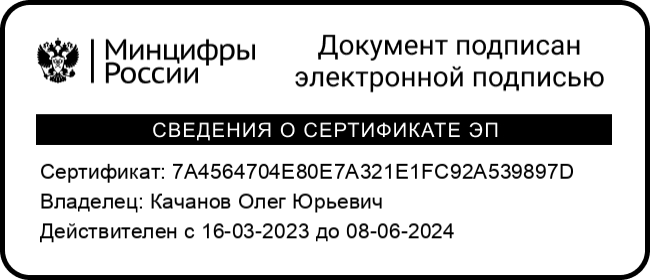 Минцифры
России
Документ подписан
электронной подписью
СВЕДЕНИЯ О СЕРТИФИКАТЕ ЭП
Сертификат: 7A4564704E80E7A321E1FC92A539897D
Владелец: Качанов Олег Юрьевич
Действителен с 16-03-2023 до 08-06-2024